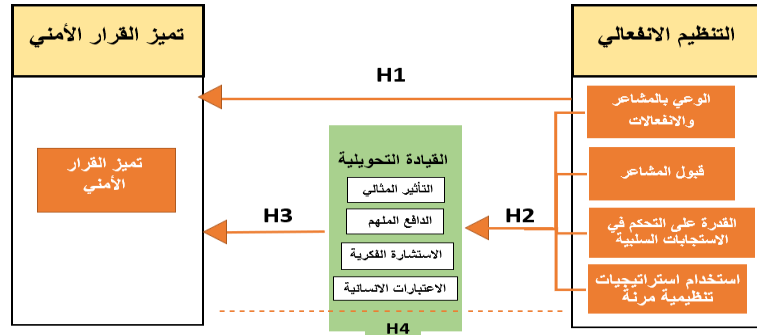 التنظيم الانفعالي
الوعي بالمشاعر
والانفعالات
قبول المشاعر
القدرة على التحكم في
الاستجابات السلبية
استخدام استراتيجيات
تنظيمية مرنة
H1
H2
القيادة التحويلية
التأثير المثالي
الدافع الملهم
الاستشارة الفكرية
الاعتبارات الانسانية
H3
H4
تميز القرار الأمني
تميز القرار
الأمني